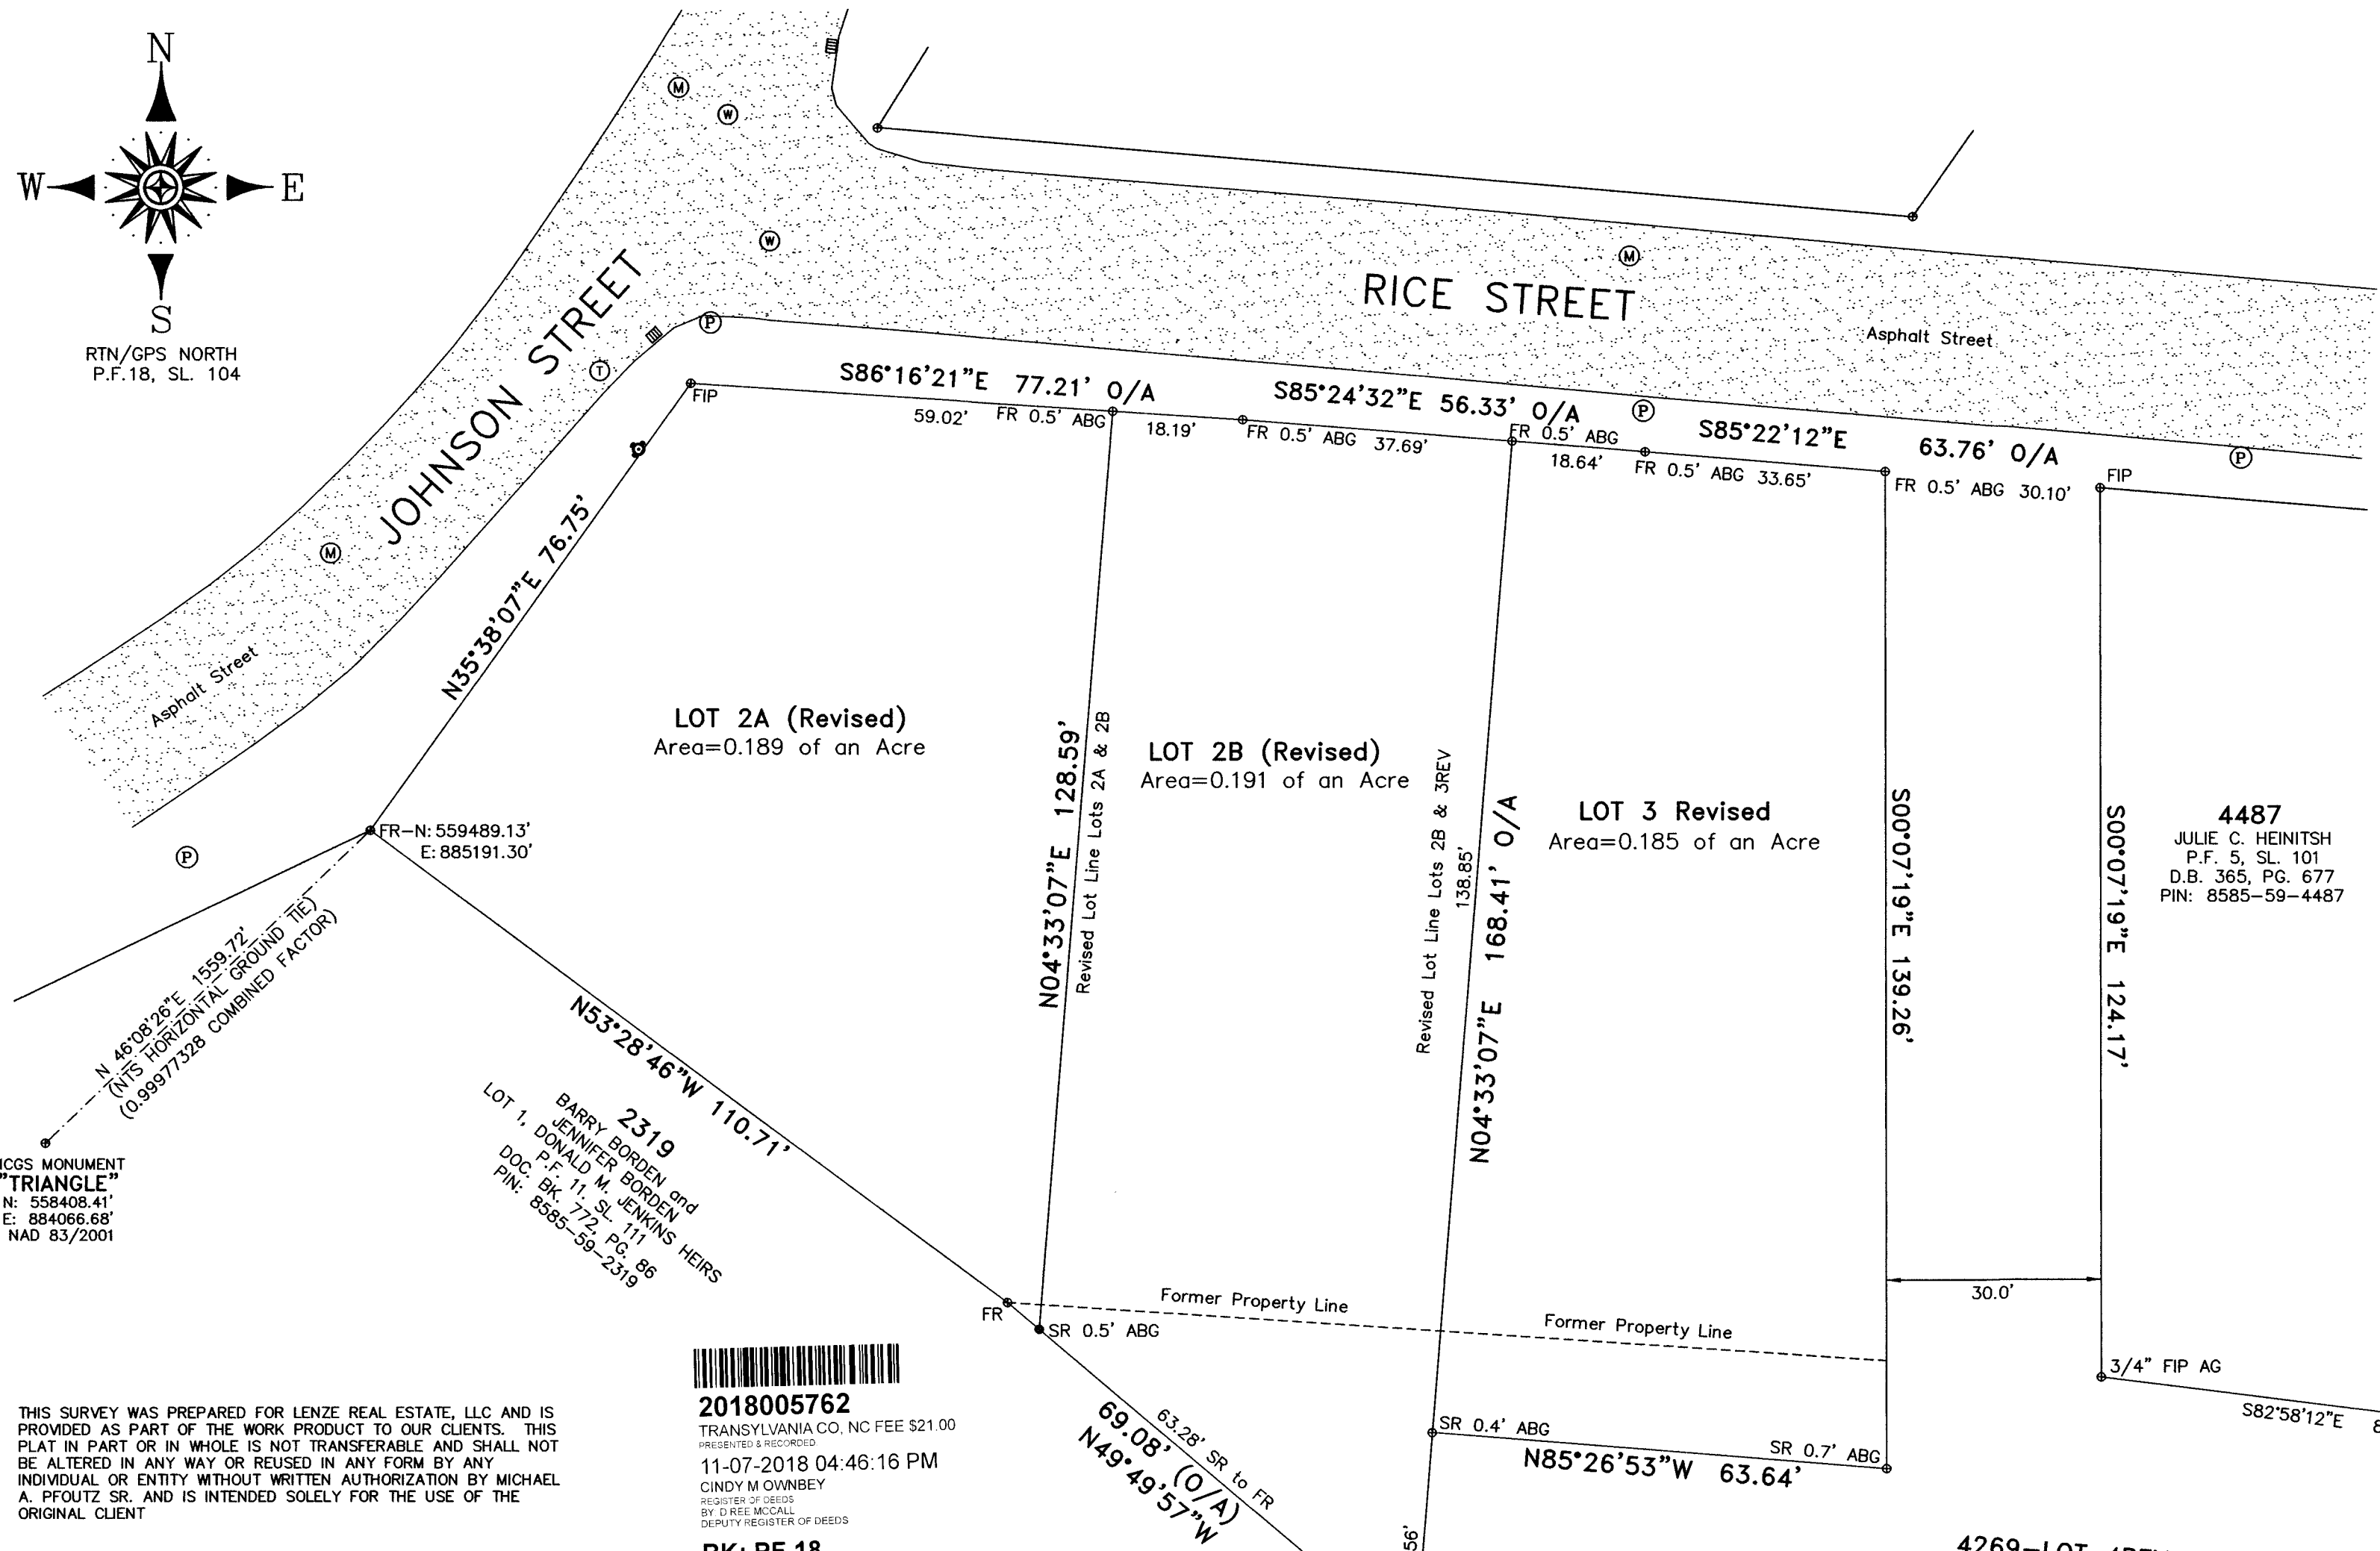 N
W
E
S
RTN/GPS NORTH
P.F.18, SL. 104
M
W
W
M
M
T
P
P
P
P
JOHNSON STREET
Asphalt Street
RICE STREET
Asphalt Street
S86°16'21"E 77.21' O/A
S85°24'32"E 56.33' O/A
S85°22'12"E 63.76' O/A
FIP
59.02'
FR 0.5' ABG
18.19'
FR 0.5' ABG 37.69'
FR 0.5' ABG
18.64'
FR 0.5' ABG 33.65'
FR 0.5' ABG 30.10'
FIP
N35°38'07"E 76.75'
LOT 2A (Revised)
Area=0.189 of an Acre
N04°33'07"E 128.59'
Revised Lot Line Lots 2A & 2B
LOT 2B (Revised)
Area=0.191 of an Acre
Revised Lot Line Lots 2B & 3REV
138.85'
N04°33'07"E 168.41' O/A
LOT 3 Revised
Area=0.185 of an Acre
S00°07'19"E 139.26'
S00°07'19"E 124.17'
4487
JULIE C. HEINITSH
P.F. 5, SL. 101
D.B. 365, PG. 677
PIN: 8585-59-4487
FR-N: 559489.13'
E: 885191.30'
N 46°08'26"E 1559.72'
(NTS HORIZONTAL GROUND TIE)
(0.99977328 COMBINED FACTOR)
N53°28'46"W 110.71'
2319
BARRY BORDEN and
JENNIFER BORDEN
LOT 1, DONALD M. JENKINS HEIRS
P.F. 11, SL. 111
DOC. BK. 772, PG. 86
PIN: 8585-59-2319
CGS MONUMENT
"TRIANGLE"
N: 558408.41'
E: 884066.68'
NAD 83/2001
FR
Former Property Line
Former Property Line
SR 0.5' ABG
30.0'
3/4" FIP AG
S82°58'12"E 8
SR 0.4' ABG
SR 0.7' ABG
N85°26'53"W 63.64'
63.28' SR to FR
69.08' (O/A)
N49°49'57"W
56'
4269-LOT
THIS SURVEY WAS PREPARED FOR LENZE REAL ESTATE, LLC AND IS
PROVIDED AS PART OF THE WORK PRODUCT TO OUR CLIENTS. THIS
PLAT IN PART OR IN WHOLE IS NOT TRANSFERABLE AND SHALL NOT
BE ALTERED IN ANY WAY OR REUSED IN ANY FORM BY ANY
INDIVIDUAL OR ENTITY WITHOUT WRITTEN AUTHORIZATION BY MICHAEL
A. PFOUTZ SR. AND IS INTENDED SOLELY FOR THE USE OF THE
ORIGINAL CLIENT
2018005762
TRANSYLVANIA CO, NC FEE $21.00
PRESENTED & RECORDED
11-07-2018 04:46:16 PM
CINDY M OWNBEY
REGISTER OF DEEDS
BY: D REE MCCALL
DEPUTY REGISTER OF DEEDS
BK: PF 18